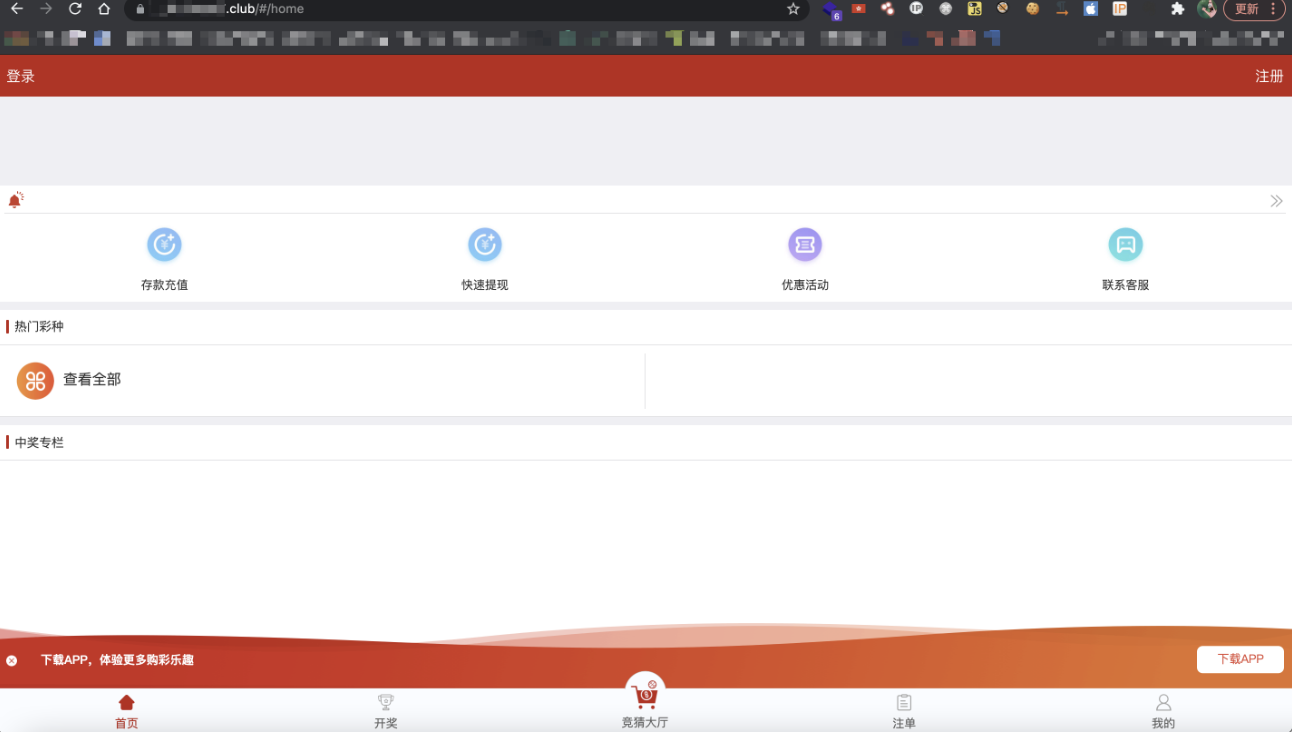 .club/#/home
6
更新
登录
注册
存款充值
快速提现
优惠活动
联系客服
热门彩种
查看全部
中奖专栏
下载APP，体验更多购彩乐趣
下载APP
首页
开奖
竞猜大厅
注单
我的